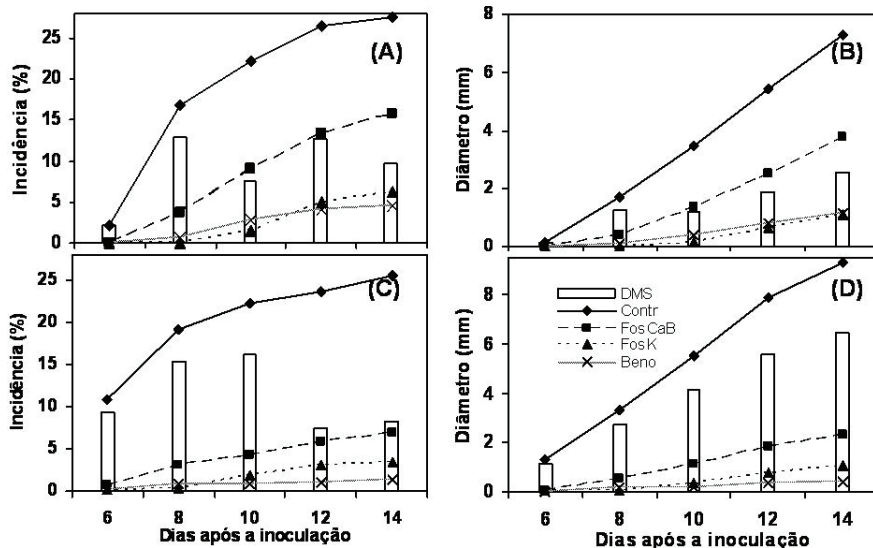 25
20
15
10
5
0
Incidência (%)
(A)
8
6
4
2
0
Diâmetro (mm)
(B)
25
20
15
10
5
0
Incidência (%)
(C)
6 8 10 12 14
Dias após a inoculação
8
6
4
2
0
Diâmetro (mm)
(D)
DMS
Contr
Fos CaB
Fos K
Beno
6 8 10 12 14
Dias após a inoculação